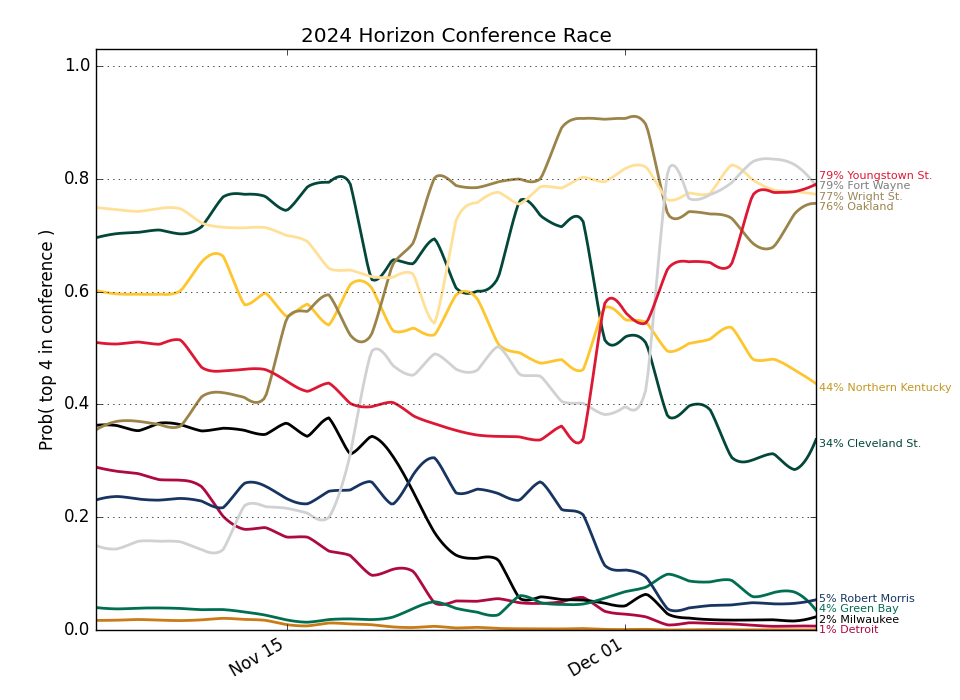 2024 Horizon Conference Race
Prob( top 4 in conference )
1.0
0.8
0.6
0.4
0.2
0.0
Nov 15
Dec 01
79% Youngstown St.
79% Fort Wayne
77% Wright St.
76% Oakland
44% Northern Kentucky
34% Cleveland St.
5% Robert Morris
4% Green Bay
2% Milwaukee
1% Detroit